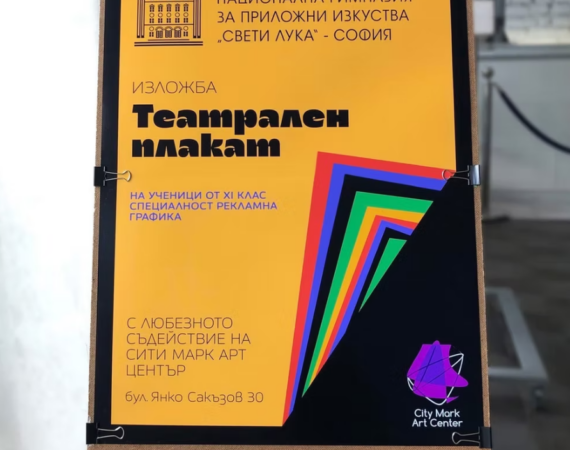 НАЦИОНАЛНА ГИМНАЗИЯ
ЗА ПРИЛОЖНИ ИЗКУСТВА
„СВЕТИ ЛУКА“ - СОФИЯ
ИЗЛОЖБА
Театрален
плакат
НА УЧЕНИЦИ ОТ XI КЛАС
СПЕЦИАЛНОСТ РЕКЛАМНА
ГРАФИКА
С ЛЮБЕЗНОТО
СЪДЕЙСТВИЕ НА
СИТИ МАРК АРТ
ЦЕНТЪР
бул. Янко Сакъзов 30
City Mark
Art Center